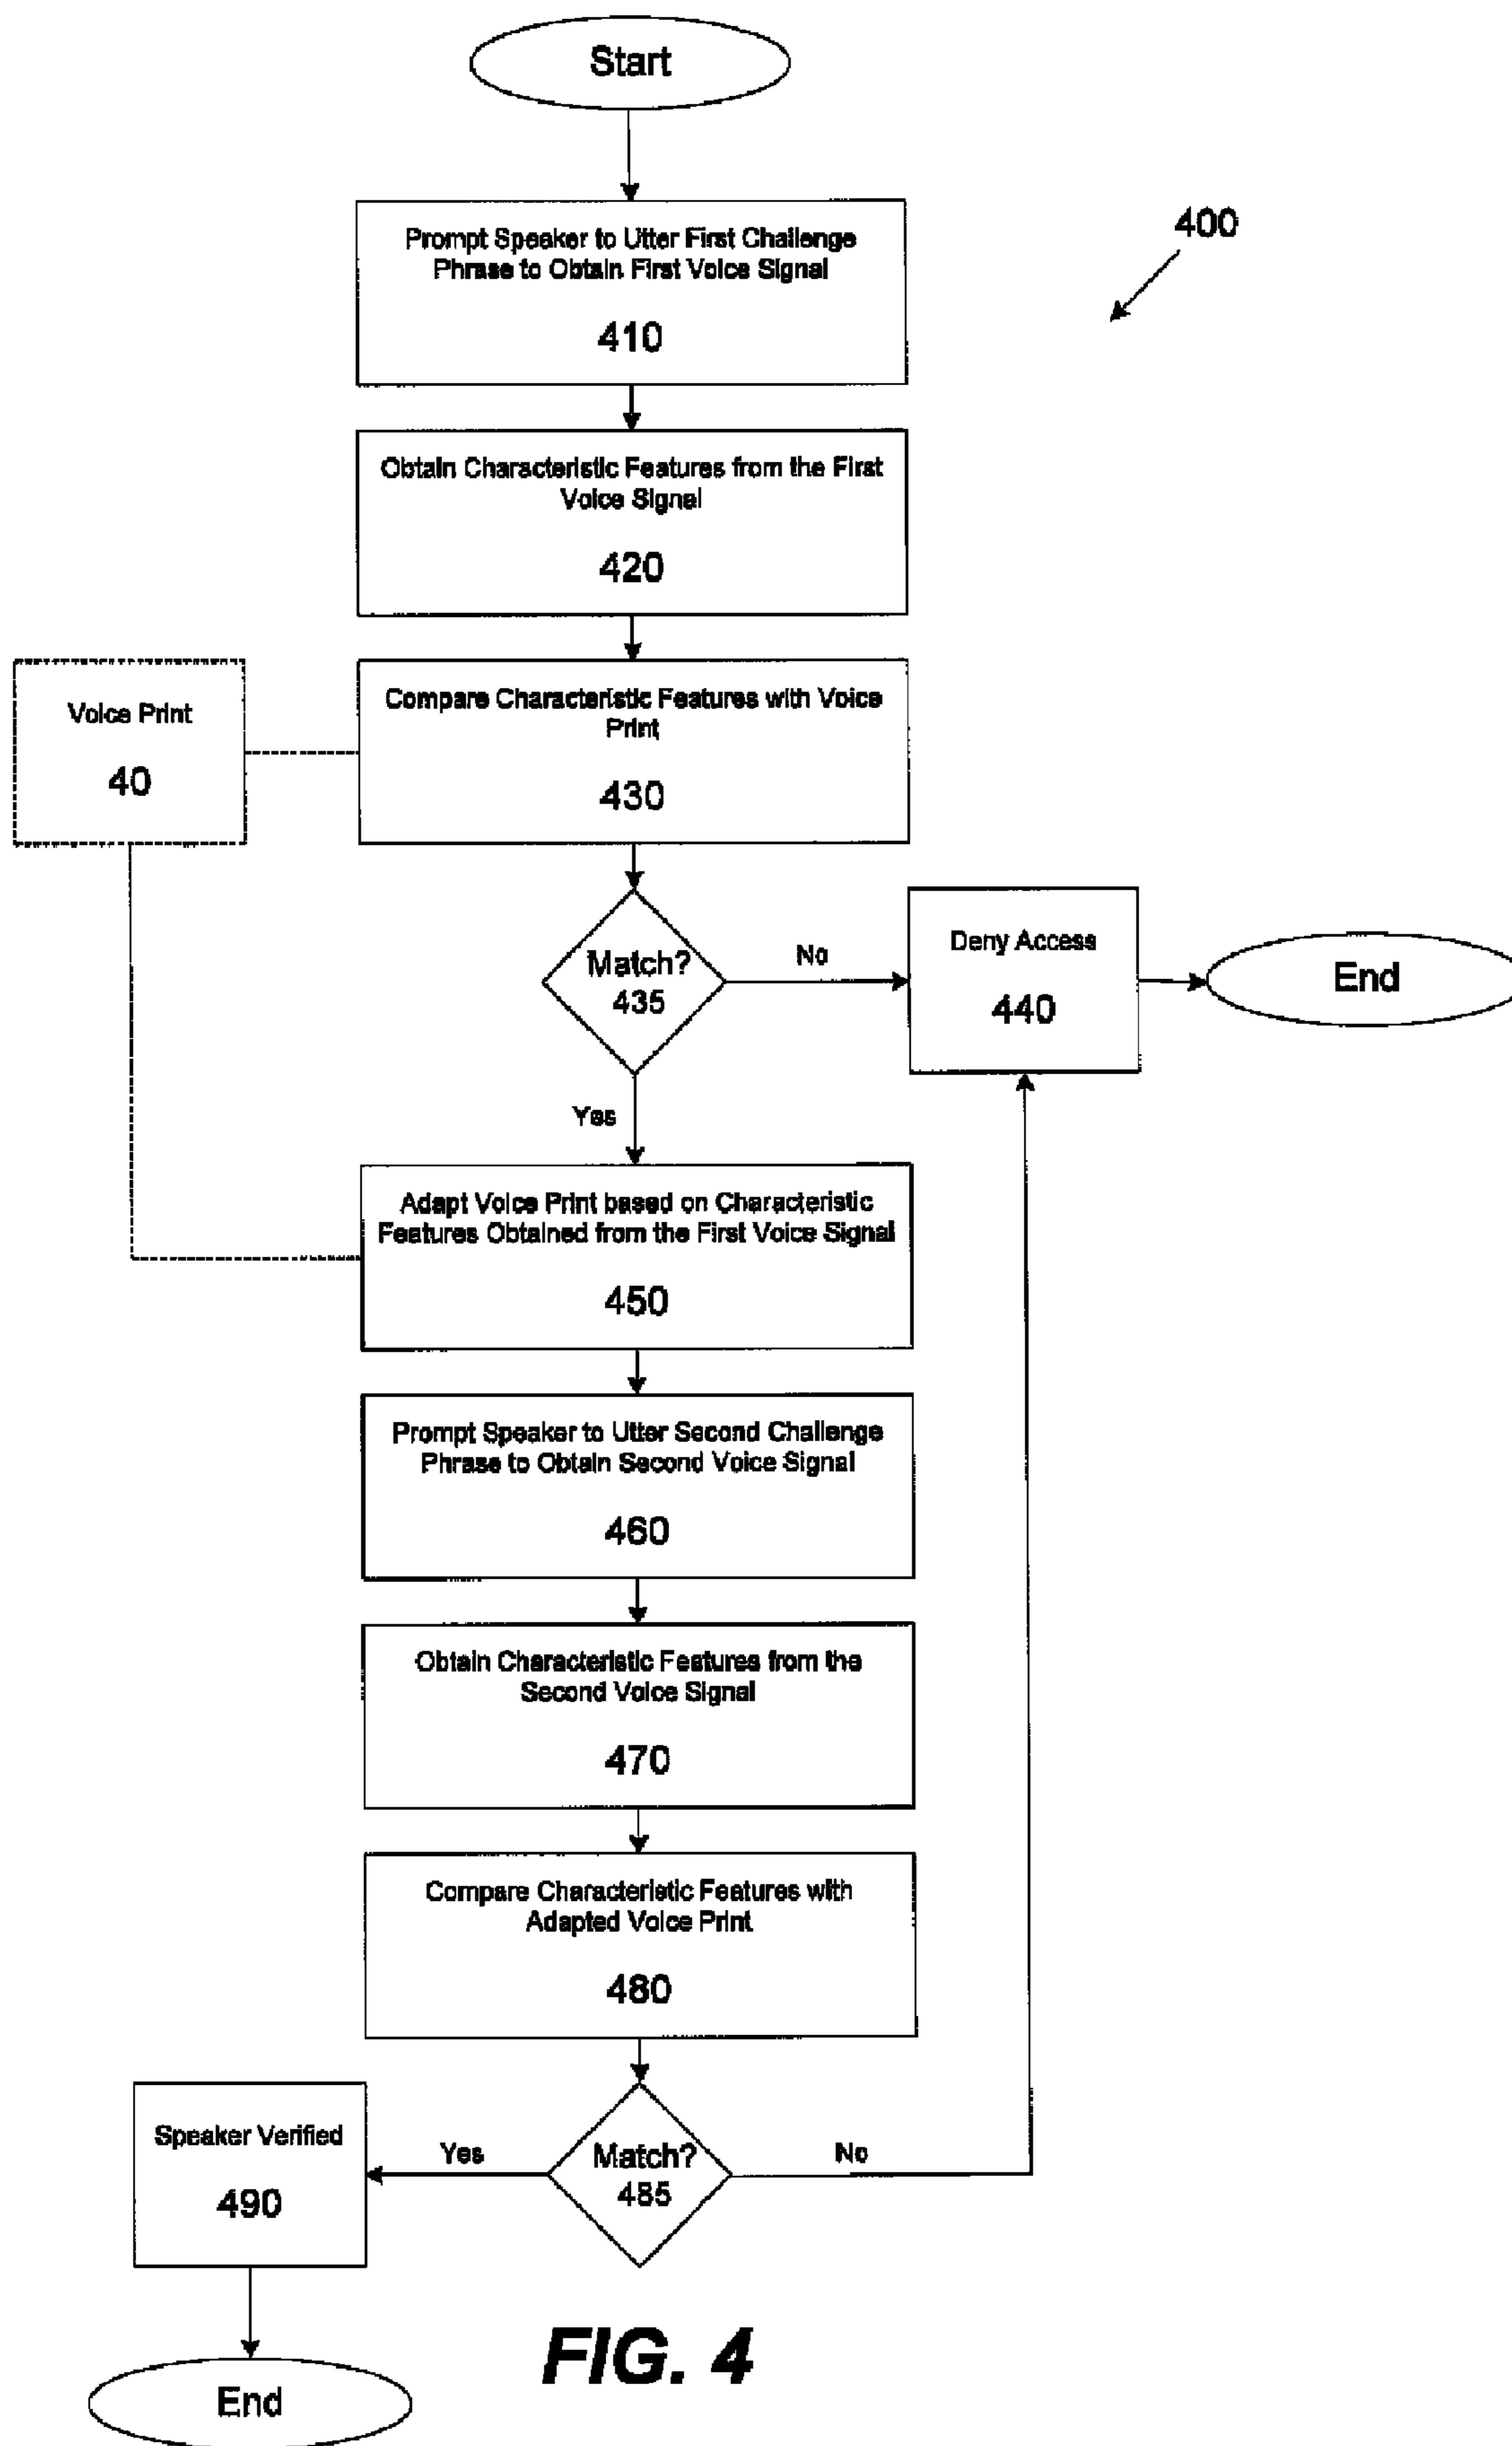 Start
400
Prompt Speaker to Utter First Challenge
Phrase to Obtain First Voice Signal
410
Obtain Characteristic Features from the First
Voice Signal
420
Voice Print
40
Compare Characteristic Features with Voice
Print
430
Match?
435
No
Deny Access
440
End
Yes
Adapt Voice Print based on Characteristic
Features Obtained from the First Voice Signal
450
Prompt Speaker to Utter Second Challenge
Phrase to Obtain Second Voice Signal
460
Obtain Characteristic Features from the
Second Voice Signal
470
Compare Characteristic Features with
Adapted Voice Print
480
Speaker Verified
490
Yes
Match?
485
No
End
FIG. 4